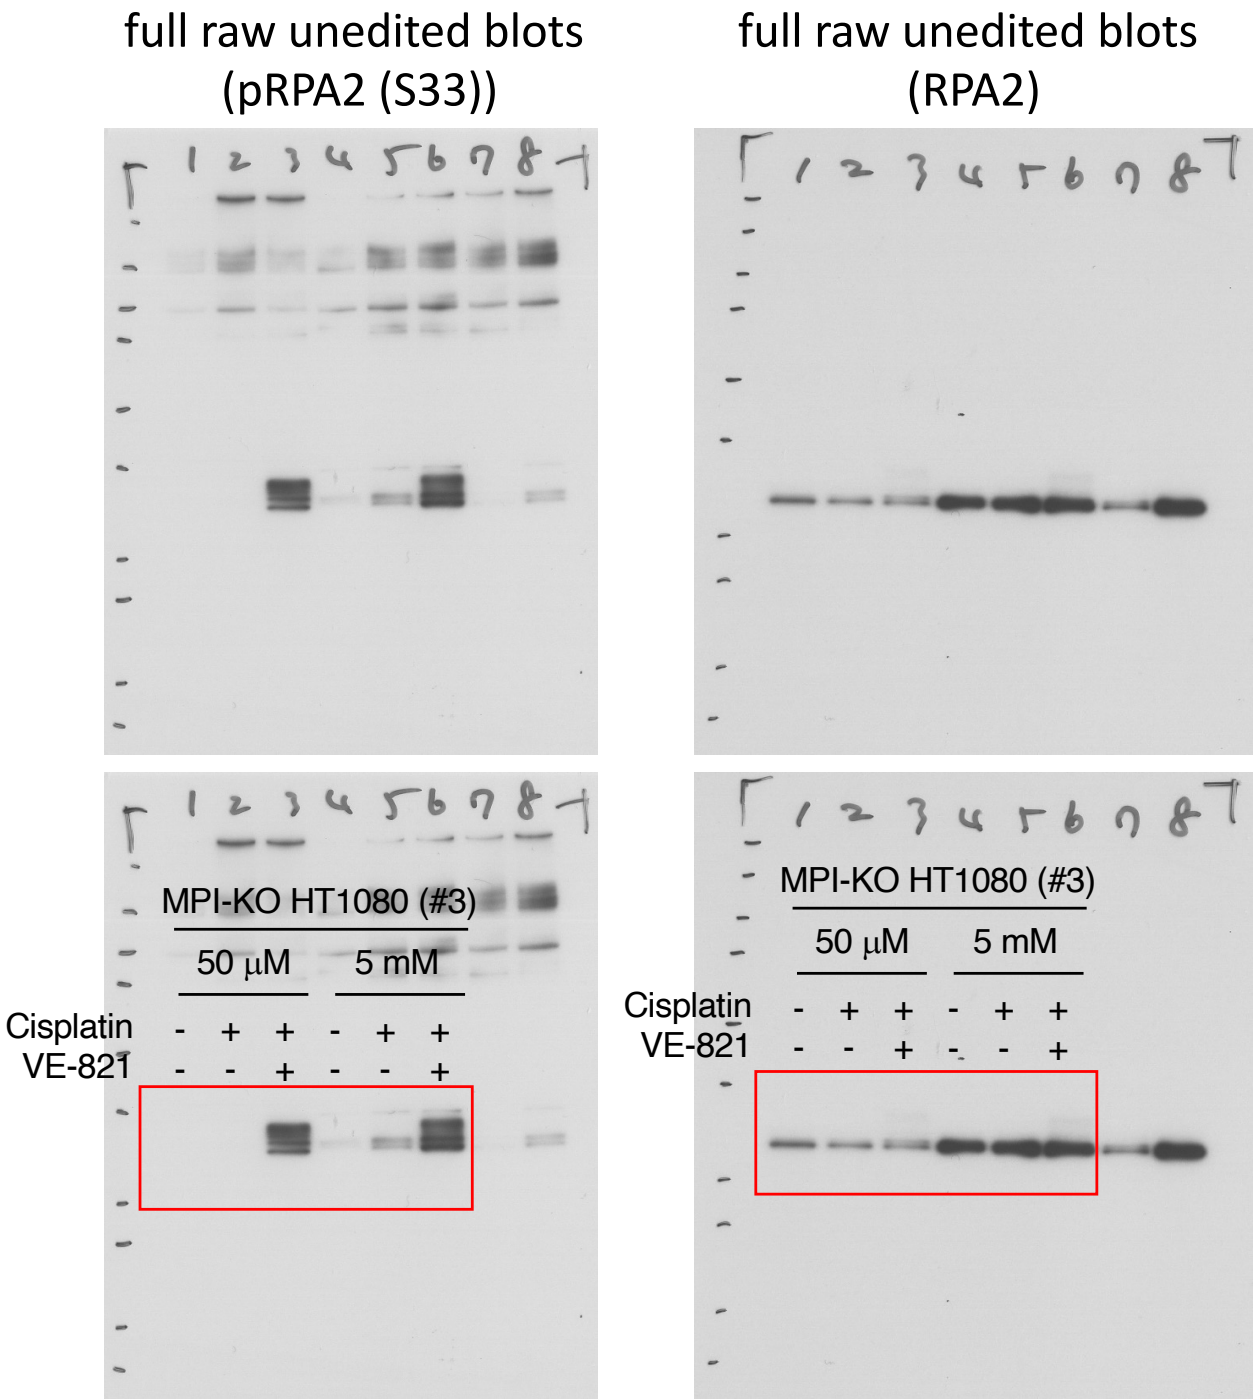 full raw unedited blots
(pRPA2 (S33))
full raw unedited blots
(RPA2)
1 2 3 4 5 6 7 8
1 2 3 4 5 6 7 8
1 2 3 4 5 6 7 8
MPI-KO HT1080 (#3)
50 μM 5 mM
Cisplatin - + + - + +
VE-821 - - + - - +
1 2 3 4 5 6 7 8
MPI-KO HT1080 (#3)
50 μM 5 mM
Cisplatin - + + - + +
VE-821 - - + - - +